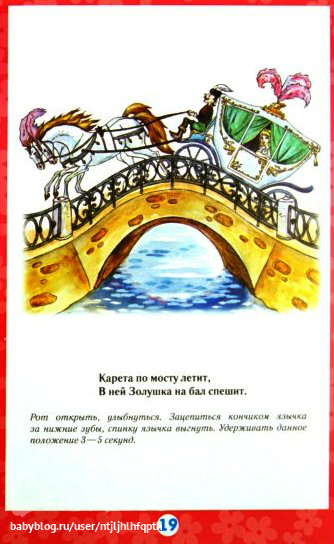 Карета по мосту летит,
В ней Золушка на бал спешит.
Рот открыть, улыбнуться. Зацепиться кончиком язычка
за нижние зубы, спинку язычка выгнуть. Удерживать данное
положение 3—5 секунд.
babyblog.ru/user/ntjljhlhfqpt
19